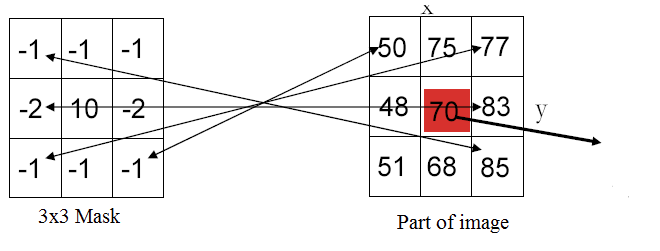 x
-1 -1 -1
50 75 77
-2 10 -2
48 70 83
y
-1 -1 -1
51 68 85
3x3 Mask
Part of image